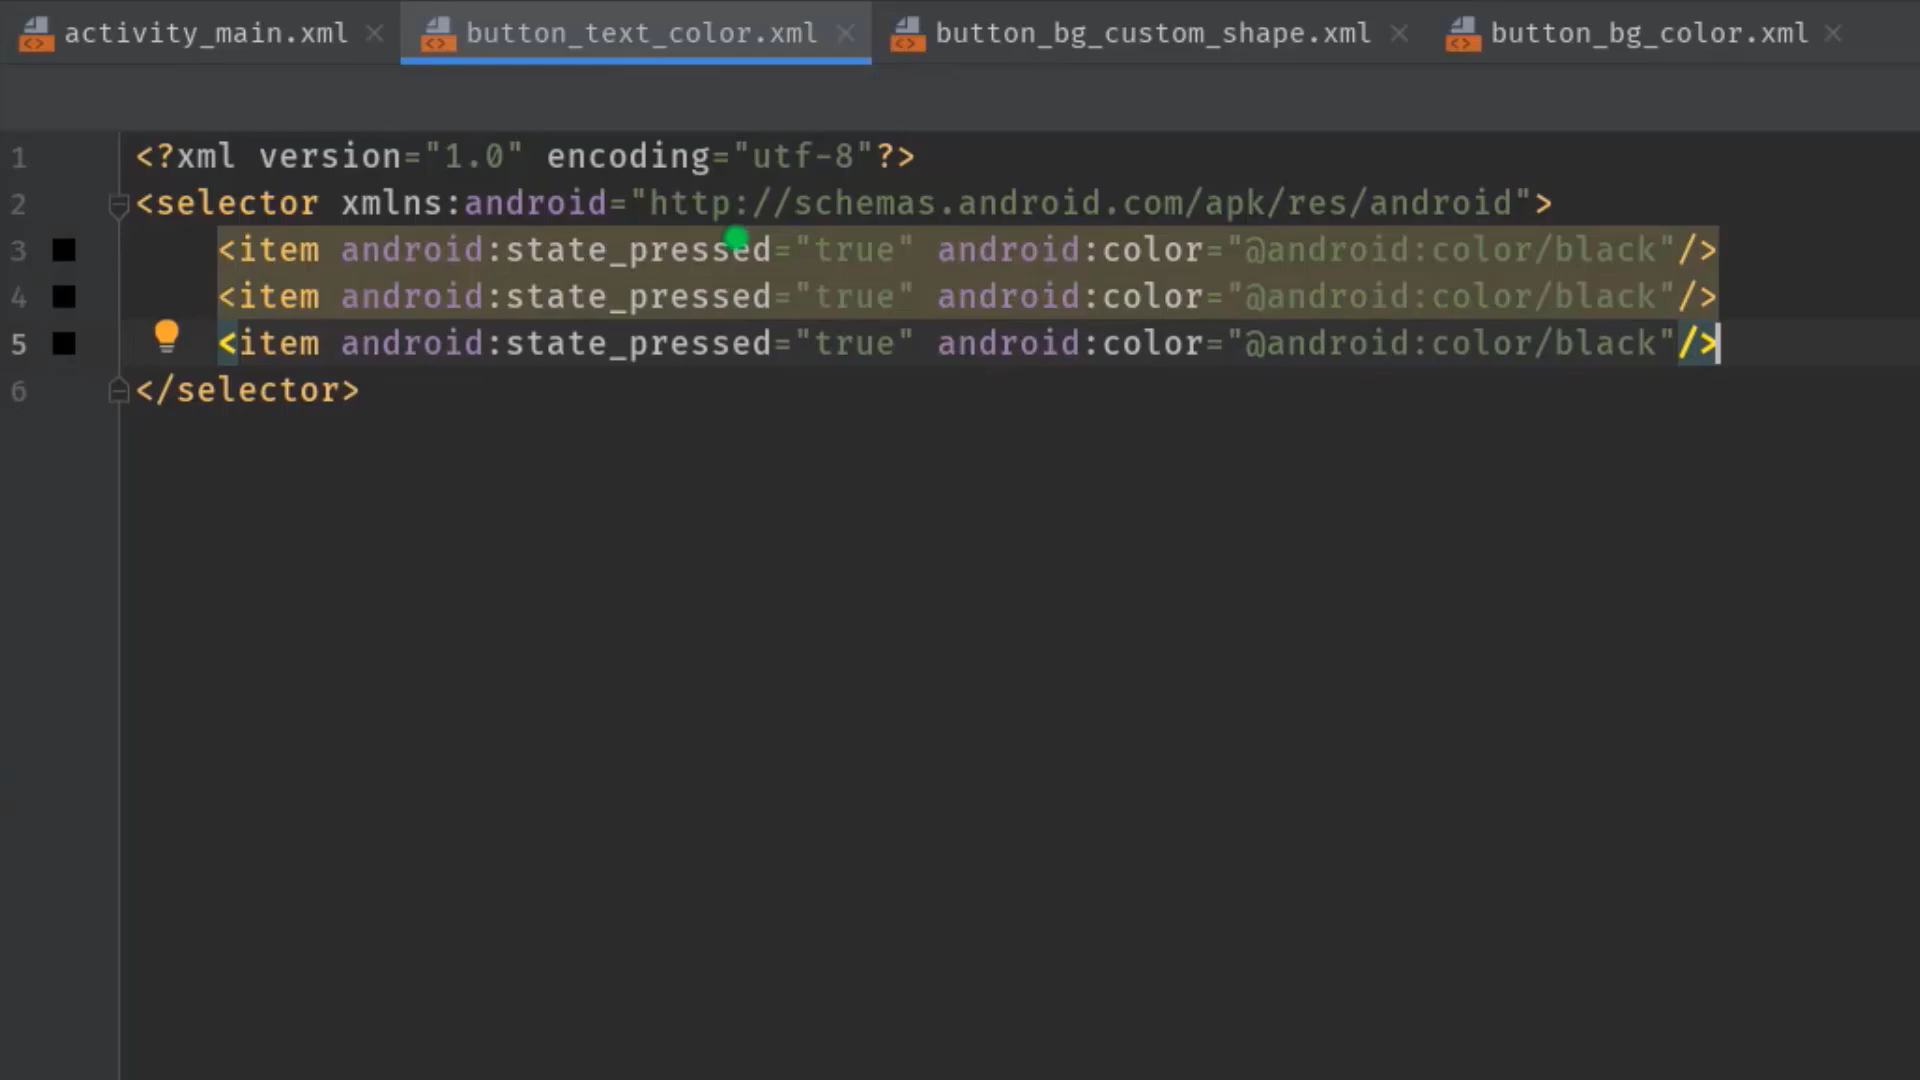 activity_main.xml button_text_color.xml button_bg_custom_shape.xml button_bg_color.xml
1 <?xml version="1.0" encoding="utf-8"?>
2 <selector xmlns:android="http://schemas.android.com/apk/res/android">
3 <item android:state_pressed="true" android:color="@android:color/black"/>
4 <item android:state_pressed="true" android:color="@android:color/black"/>
5 <item android:state_pressed="true" android:color="@android:color/black"/>
6 </selector>